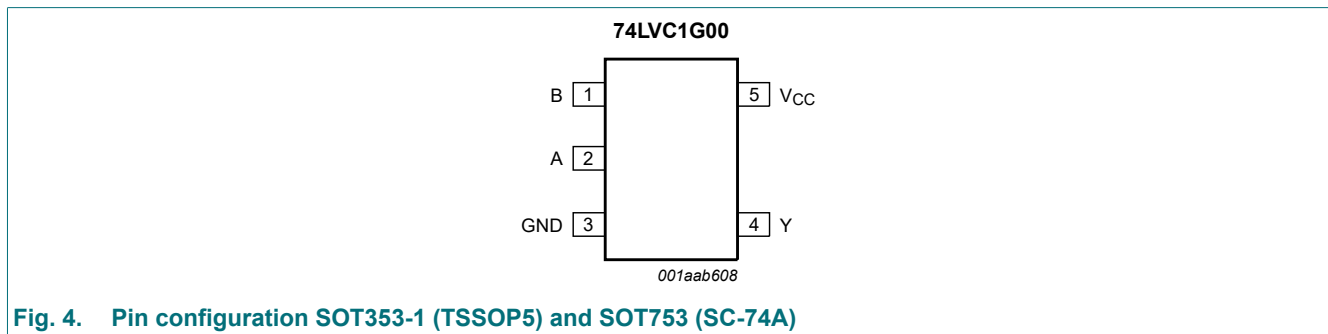 74LVC1G00
B 1 5 VCC
A 2
GND 3 4 Y
001aab608
Fig. 4. Pin configuration SOT353-1 (TSSOP5) and SOT753 (SC-74A)